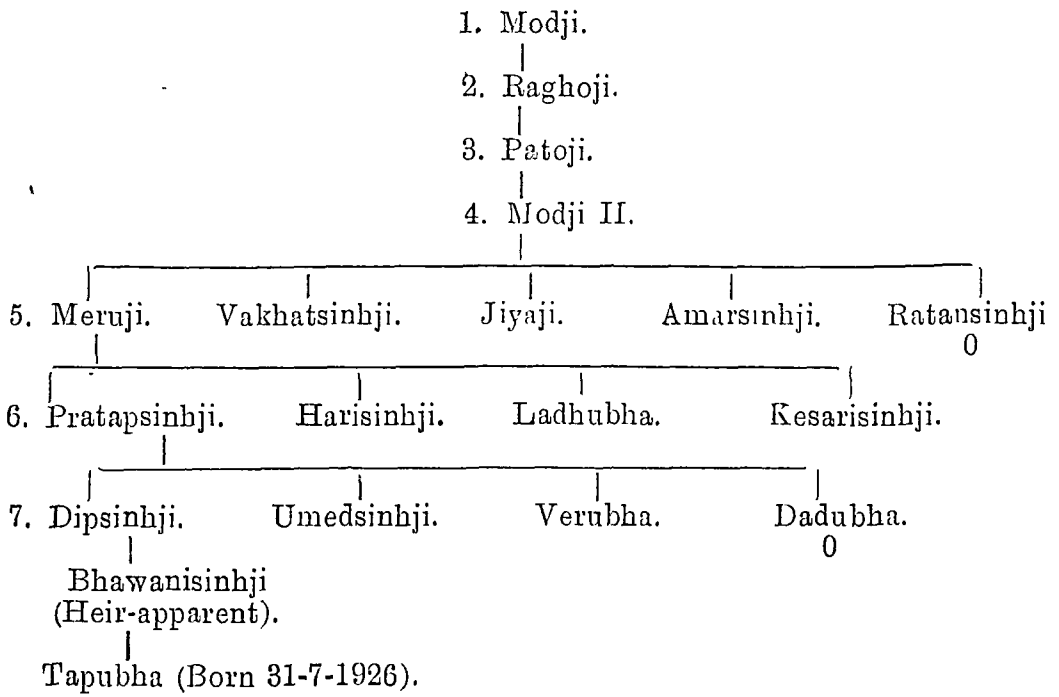 1. Modji.
2. Raghoji.
3. Patoji.
4. Modji II.
5. Meruji. Vakhatsinhji. Jiyaji. Amarsinhji. Ratansinhji
0
6. Pratapsinhji. Harisinhji. Ladhubha. Kesarisinhji.
7. Dipsinhji. Umedsinhji. Verubha. Dadubha.
0
Bhawanisinhji
(Heir-apparent).
Tapubha (Born 31-7-1926).